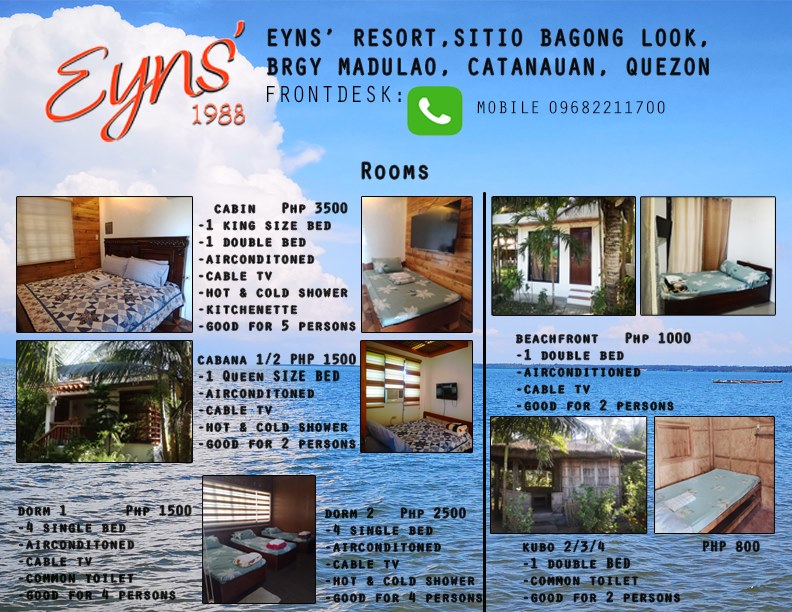 Eyns'
1988
EYNS' RESORT,SITIO BAGONG LOOK,
BRGY MADULAO, CATANAUAN, QUEZON
FRONTDESK:
MOBILE 09682211700
ROOMS
CABIN PHP 3500
-1 KING SIZE BED
-1 DOUBLE BED
-AIRCONDITONED
-CABLE TV
-HOT & COLD SHOWER
-KITCHENETTE
-GOOD FOR 5 PERSONS
CABANA 1/2 PHP 1500
-1 QUEEN SIZE BED
-AIRCONDITONED
-CABLE TV
-HOT & COLD SHOWER
-GOOD FOR 2 PERSONS
DORM 1 PHP 1500
-4 SINGLE BED
-AIRCONDITONED
-CABLE TV
-COMMON TOILET
-GOOD FOR 4 PERSONS
DORM 2 PHP 2500
-4 SINGLE BED
-AIRCONDITONED
-CABLE TV
-HOT & COLD SHOWER
-GOOD FOR 4 PERSONS
BEACHFRONT PHP 1000
-1 DOUBLE BED
-AIRCONDITIONED
-CABLE TV
-GOOD FOR 2 PERSONS
KUBO 2/3/4 PHP 800
-1 DOUBLE BED
-COMMON TOILET
-GOOD FOR 2 PERSONS